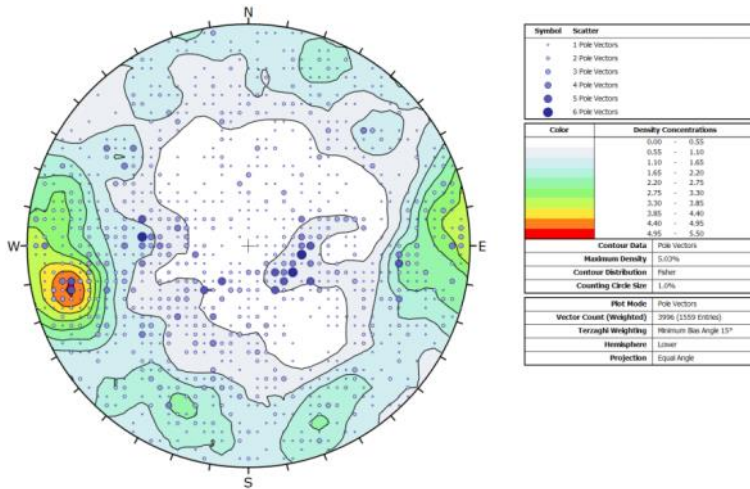 N
W
E
S
Symbol Scatter
1 Pole Vectors
2 Pole Vectors
3 Pole Vectors
4 Pole Vectors
5 Pole Vectors
6 Pole Vectors
Color Density Concentrations
0.00 - 0.55
0.55 - 1.10
1.10 - 1.65
1.65 - 2.20
2.20 - 2.75
2.75 - 3.30
3.30 - 3.85
3.85 - 4.40
4.40 - 4.95
4.95 - 5.50
Contour Data Pole Vectors
Maximum Density 5.03%
Contour Distribution Fisher
Counting Circle Size 1.0%
Plot Mode Pole Vectors
Vector Count (Weighted) 3996 (1559 Entries)
Terzaghi Weighting Minimum Bias Angle 15°
Hemisphere Lower
Projection Equal Angle